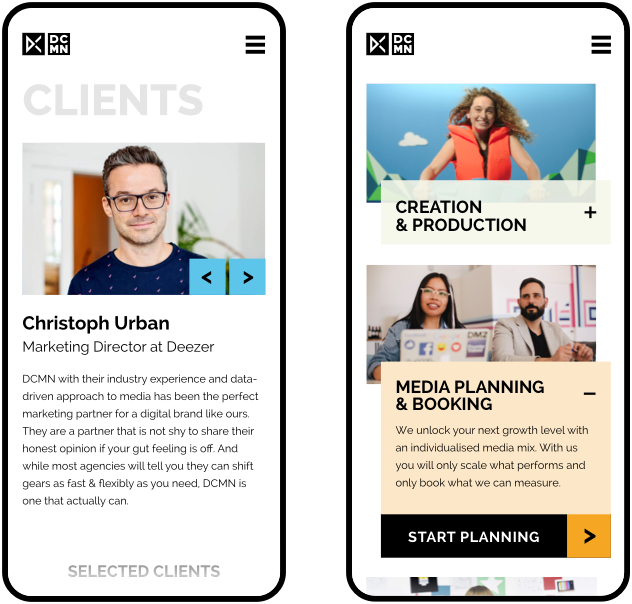 DC
MN
CLIENTS
Christoph Urban
Marketing Director at Deezer
DCMN with their industry experience and data-
driven approach to media has been the perfect
marketing partner for a digital brand like ours.
They are a partner that is not shy to share their
honest opinion if your gut feeling is off. And
while most agencies will tell you they can shift
gears as fast & flexibly as you need, DCMN is
one that actually can.
SELECTED CLIENTS
DC
MN
CREATION
& PRODUCTION
DMZ
MEDIA PLANNING
& BOOKING
We unlock your next growth level with
an individualised media mix. With us
you will only scale what performs and
only book what we can measure.
START PLANNING